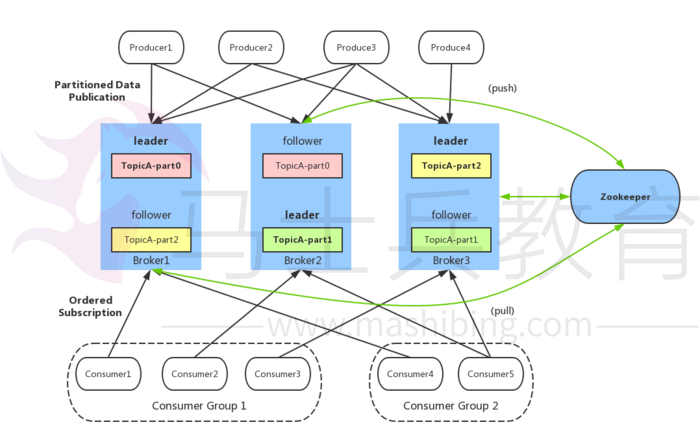 Producer1
Producer2
Produce3
Produce4
Partitioned Data
Publication
(push)
leader
TopicA-part0
follower
TopicA-part2
Broker1
follower
TopicA-part0
leader
TopicA-part1
Broker2
leader
TopicA-part2
follower
TopicA-part1
Broker3
Zookeeper
马士兵教育
www.mashibing.com
Ordered
Subscription
(pull)
Consumer1
Consumer2
Consumer3
Consumer Group 1
Consumer4
Consumer5
Consumer Group 2